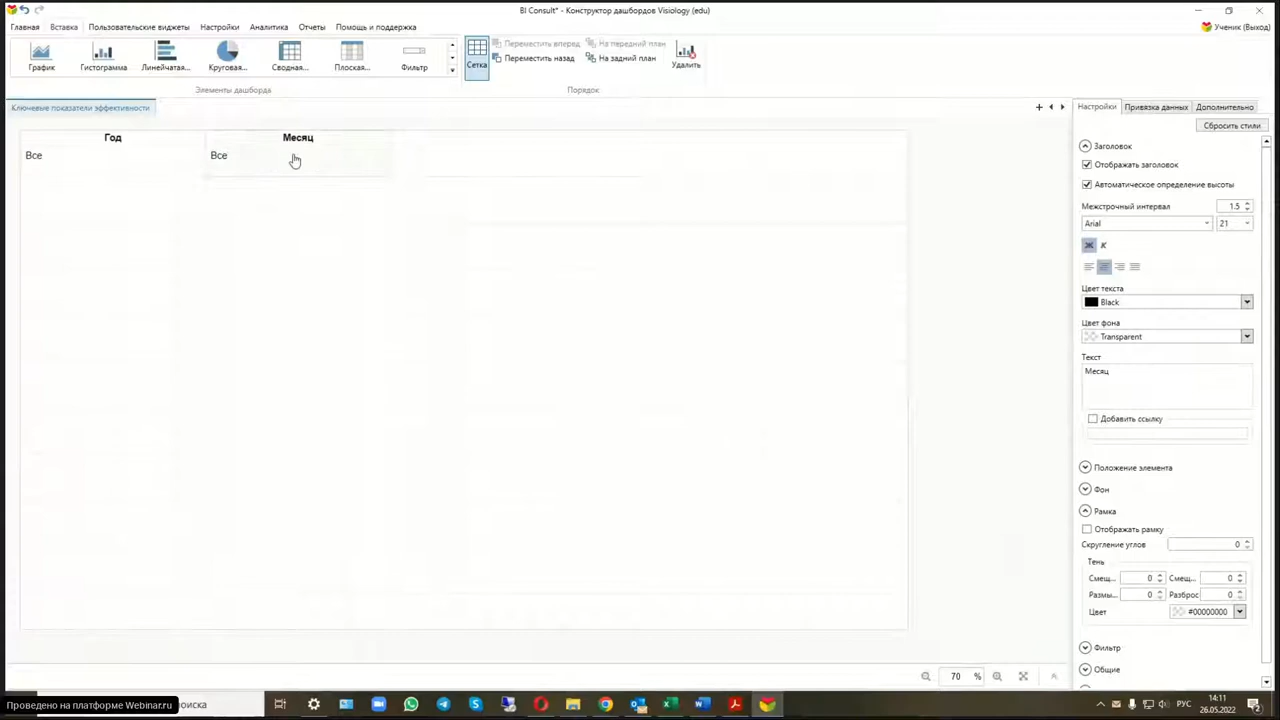 BI Consult* - Конструктор дашбордов Visiology (edu)
Главная Вставка Пользовательские виджеты Настройки Аналитика Отчеты Помощь и поддержка
Ученик (Выход)
График Гистограмма Линейчатая... Круговая... Сводная... Плоская... Фильтр
Сетка
Переместить вперед
На передний план
Переместить назад
На задний план
Удалить
Элементы дашборда Порядок
Ключевые показатели эффективности
Год Месяц
Все Все
Настройки Привязка данных Дополнительно
Сбросить стили
Заголовок
Отображать заголовок
Автоматическое определение высоты
Межстрочный интервал 1.5
Arial 21
Ж К
Цвет текста
Black
Цвет фона
Transparent
Текст
Месяц
Добавить ссылку
Положение элемента
Фон
Рамка
Отображать рамку
Скругление углов 0
Тень
Смещ... 0 Смещ... 0
Размы... 0 Разброс 0
Цвет #00000000
Фильтр
Общие
70 %
Проведено на платформе Webinar.ru
поиска
РУС
14:11
26.05.2022
2